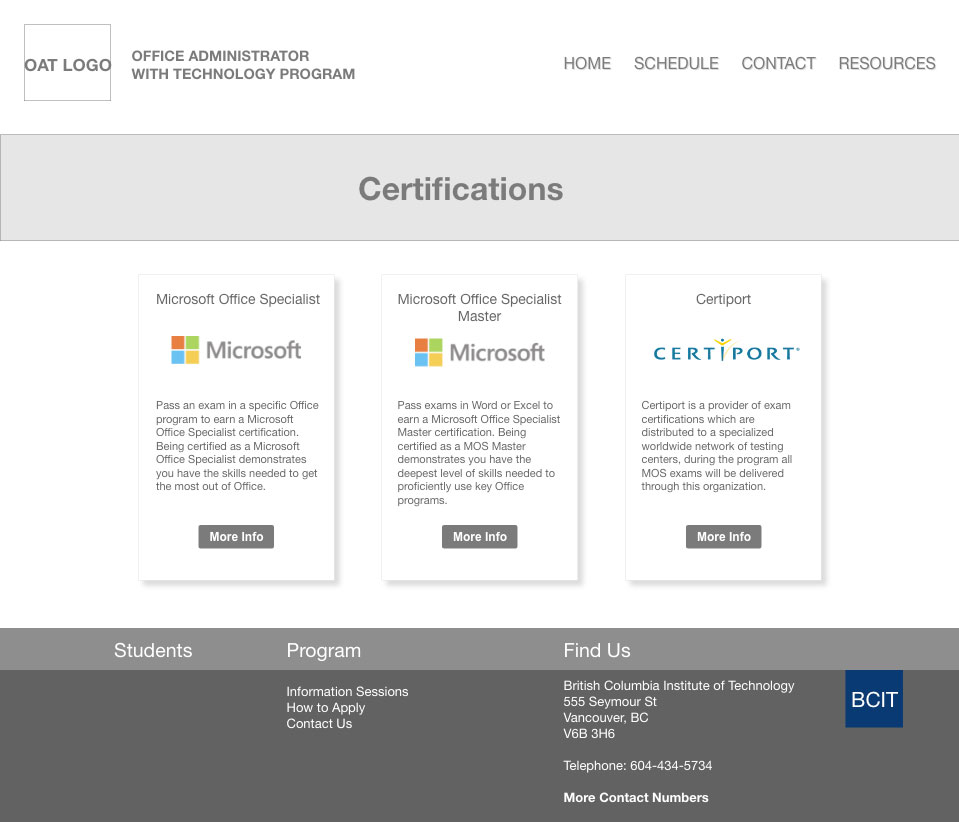 OAT LOGO
OFFICE ADMINISTRATOR
WITH TECHNOLOGY PROGRAM
HOME SCHEDULE CONTACT RESOURCES
Certifications
Microsoft Office Specialist
Microsoft
Pass an exam in a specific Office
program to earn a Microsoft
Office Specialist certification.
Being certified as a Microsoft
Office Specialist demonstrates
you have the skills needed to get
the most out of Office.
More Info
Microsoft Office Specialist
Master
Microsoft
Pass exams in Word or Excel to
earn a Microsoft Office Specialist
Master certification. Being
certified as a MOS Master
demonstrates you have the
deepest level of skills needed to
proficiently use key Office
programs.
More Info
Certiport
CERTIPORT®
Certiport is a provider of exam
certifications which are
distributed to a specialized
worldwide network of testing
centers, during the program all
MOS exams will be delivered
through this organization.
More Info
Students
Program
Information Sessions
How to Apply
Contact Us
Find Us
British Columbia Institute of Technology
555 Seymour St
Vancouver, BC
V6B 3H6
Telephone: 604-434-5734
More Contact Numbers
BCIT